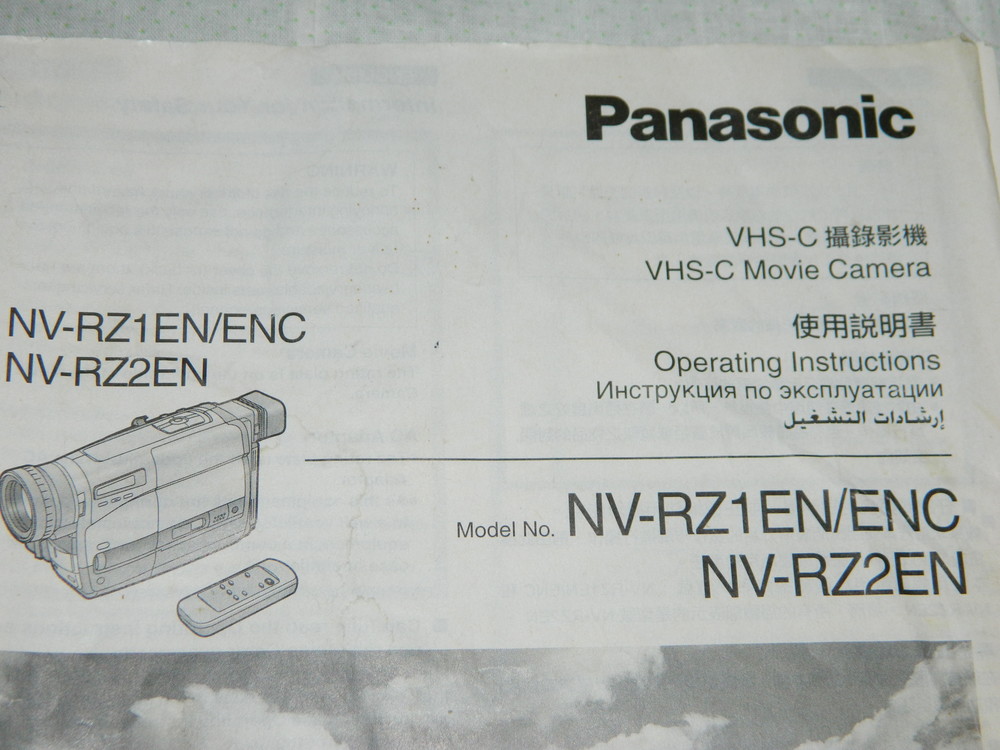 Panasonic
VHS-C 攝錄影機
VHS-C Movie Camera
NV-RZ1EN/ENC
NV-RZ2EN
使用説明書
Operating Instructions
Инструкция по эксплуатации
إرشادات التشغيل
Model No. NV-RZ1EN/ENC
NV-RZ2EN